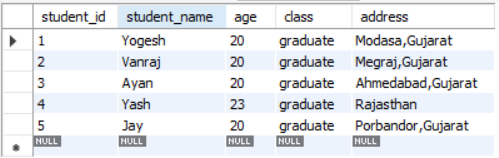 student_id student_name age class address
1 Yogesh 20 graduate Modasa,Gujarat
2 Vanraj 20 graduate Megraj,Gujarat
3 Ayan 20 graduate Ahmedabad,Gujarat
4 Yash 23 graduate Rajasthan
5 Jay 20 graduate Porbandor,Gujarat
NULL NULL NULL NULL NULL